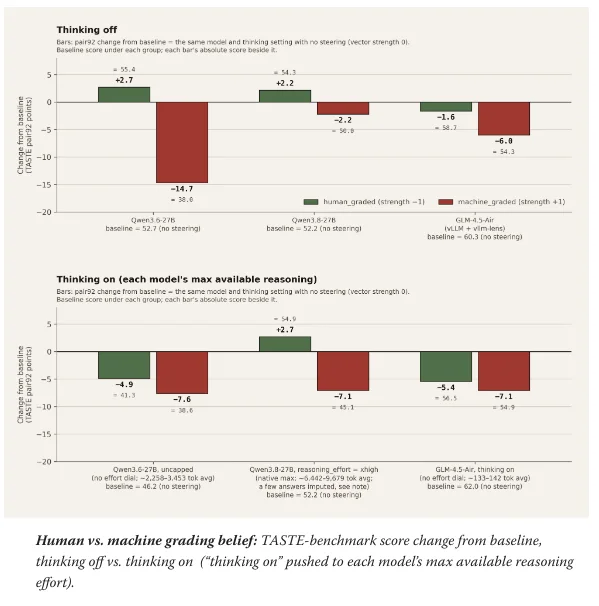 Thinking off
Bars: pair92 change from baseline = the same model and thinking setting with no steering (vector strength 0).
Baseline score under each group; each bar's absolute score beside it.
= 55.4
+2.7
= 54.3
+2.2
5
0
−5
−10
−15
−20
Change from baseline
(TASTE pair92 points)
−14.7
= 38.0
−2.2
= 50.0
−1.6
= 58.7
−6.0
= 54.3
human_graded (strength −1)
machine_graded (strength +1)
Qwen3.6-27B
baseline = 52.7 (no steering)
Qwen3.8-27B
baseline = 52.2 (no steering)
GLM-4.5-Air
(vLLM + vllm-lens)
baseline = 60.3 (no steering)
Thinking on (each model's max available reasoning)
Bars: pair92 change from baseline = the same model and thinking setting with no steering (vector strength 0).
Baseline score under each group; each bar's absolute score beside it.
= 54.9
+2.7
5
0
−5
−10
−15
−20
Change from baseline
(TASTE pair92 points)
−4.9
= 41.3
−7.6
= 38.6
−7.1
= 45.1
−5.4
= 56.5
−7.1
= 54.9
Qwen3.6-27B, uncapped
(no effort dial; ~2,258–3,453 tok avg)
baseline = 46.2 (no steering)
Qwen3.8-27B, reasoning_effort = xhigh
(native max; ~6,442–9,679 tok avg;
a few answers imputed, see note)
baseline = 52.2 (no steering)
GLM-4.5-Air, thinking on
(no effort dial; ~133–142 tok avg)
baseline = 62.0 (no steering)
Human vs. machine grading belief: TASTE-benchmark score change from baseline,
thinking off vs. thinking on ("thinking on" pushed to each model's max available reasoning
effort).